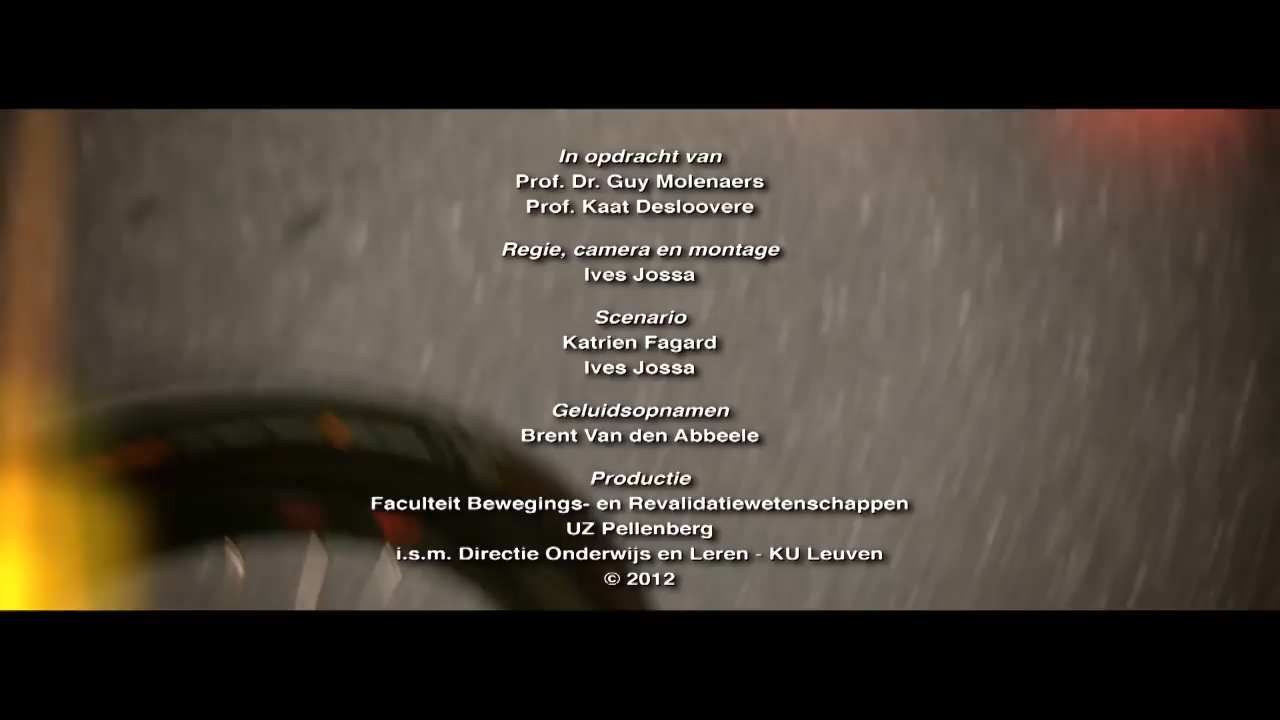 In opdracht van
Prof. Dr. Guy Molenaers
Prof. Kaat Desloovere
Regie, camera en montage
Ives Jossa
Scenario
Katrien Fagard
Ives Jossa
Geluidsopnamen
Brent Van den Abbeele
Productie
Faculteit Bewegings- en Revalidatiewetenschappen
UZ Pellenberg
i.s.m. Directie Onderwijs en Leren - KU Leuven
© 2012